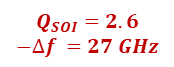 Q_SOI = 2.6
−Δf = 27 GHz